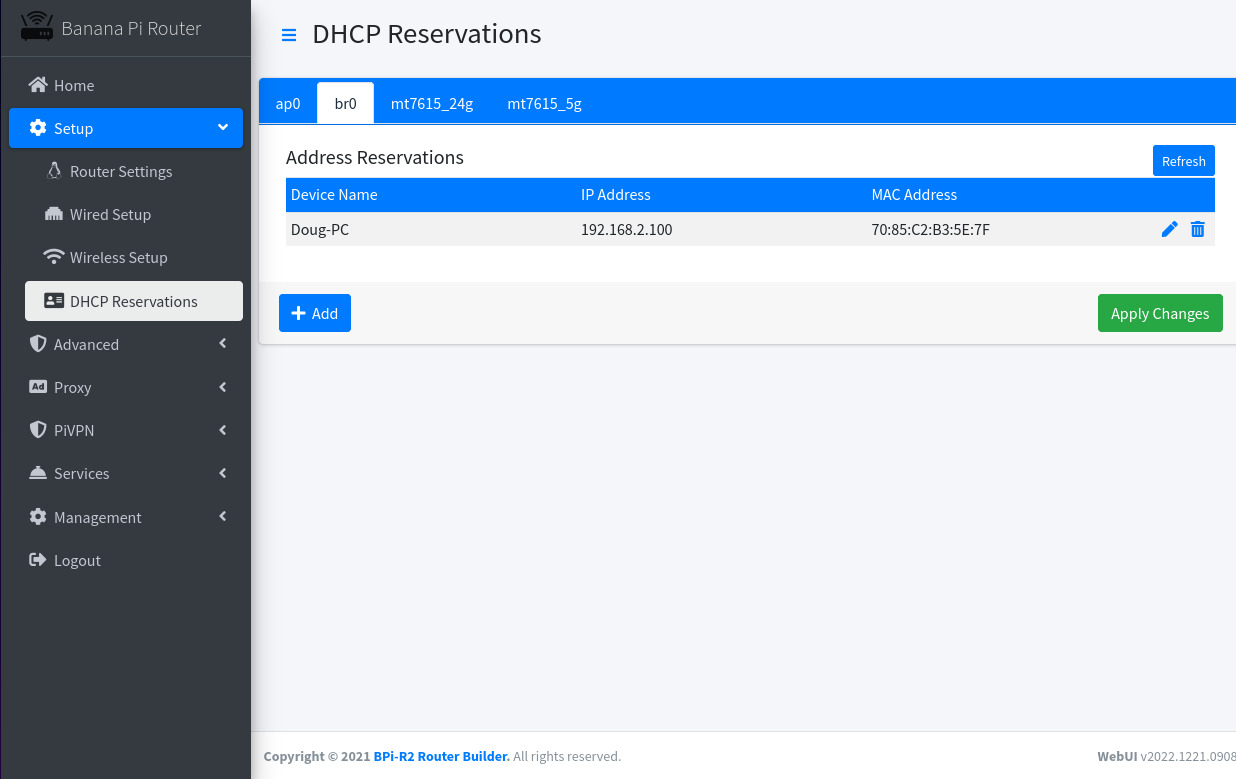 Banana Pi Router
Home
Setup
Router Settings
Wired Setup
Wireless Setup
DHCP Reservations
Advanced
Ad Proxy
PiVPN
Services
Management
Logout
DHCP Reservations
ap0 br0 mt7615_24g mt7615_5g
Address Reservations Refresh
Device Name IP Address MAC Address
Doug-PC 192.168.2.100 70:85:C2:B3:5E:7F
Add Apply Changes
Copyright © 2021 BPi-R2 Router Builder. All rights reserved. WebUI v2022.1221.0908